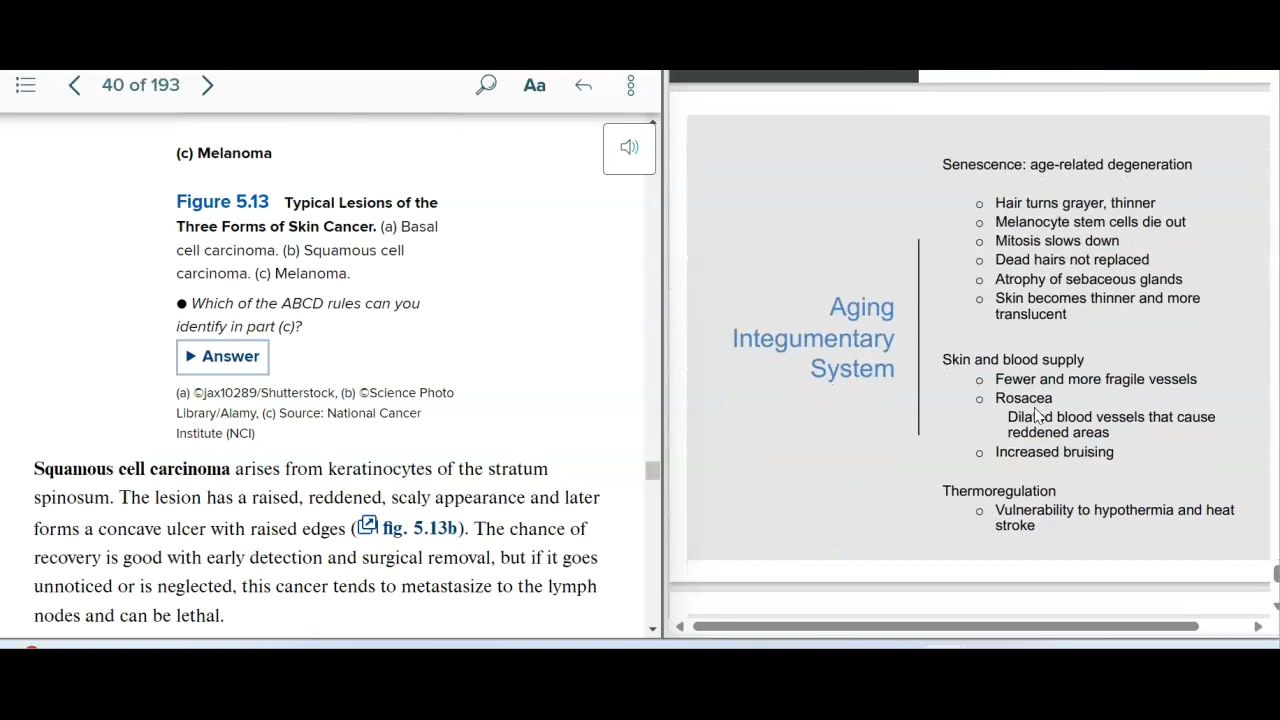 40 of 193
Aa
(c) Melanoma
Figure 5.13 Typical Lesions of the
Three Forms of Skin Cancer. (a) Basal
cell carcinoma. (b) Squamous cell
carcinoma. (c) Melanoma.
● Which of the ABCD rules can you
identify in part (c)?
▶ Answer
(a) ©jax10289/Shutterstock, (b) ©Science Photo
Library/Alamy, (c) Source: National Cancer
Institute (NCI)
Squamous cell carcinoma arises from keratinocytes of the stratum
spinosum. The lesion has a raised, reddened, scaly appearance and later
forms a concave ulcer with raised edges (fig. 5.13b). The chance of
recovery is good with early detection and surgical removal, but if it goes
unnoticed or is neglected, this cancer tends to metastasize to the lymph
nodes and can be lethal.
Aging
Integumentary
System
Senescence: age-related degeneration
o Hair turns grayer, thinner
o Melanocyte stem cells die out
o Mitosis slows down
o Dead hairs not replaced
o Atrophy of sebaceous glands
o Skin becomes thinner and more
translucent
Skin and blood supply
o Fewer and more fragile vessels
o Rosacea
Dilated blood vessels that cause
reddened areas
o Increased bruising
Thermoregulation
o Vulnerability to hypothermia and heat
stroke